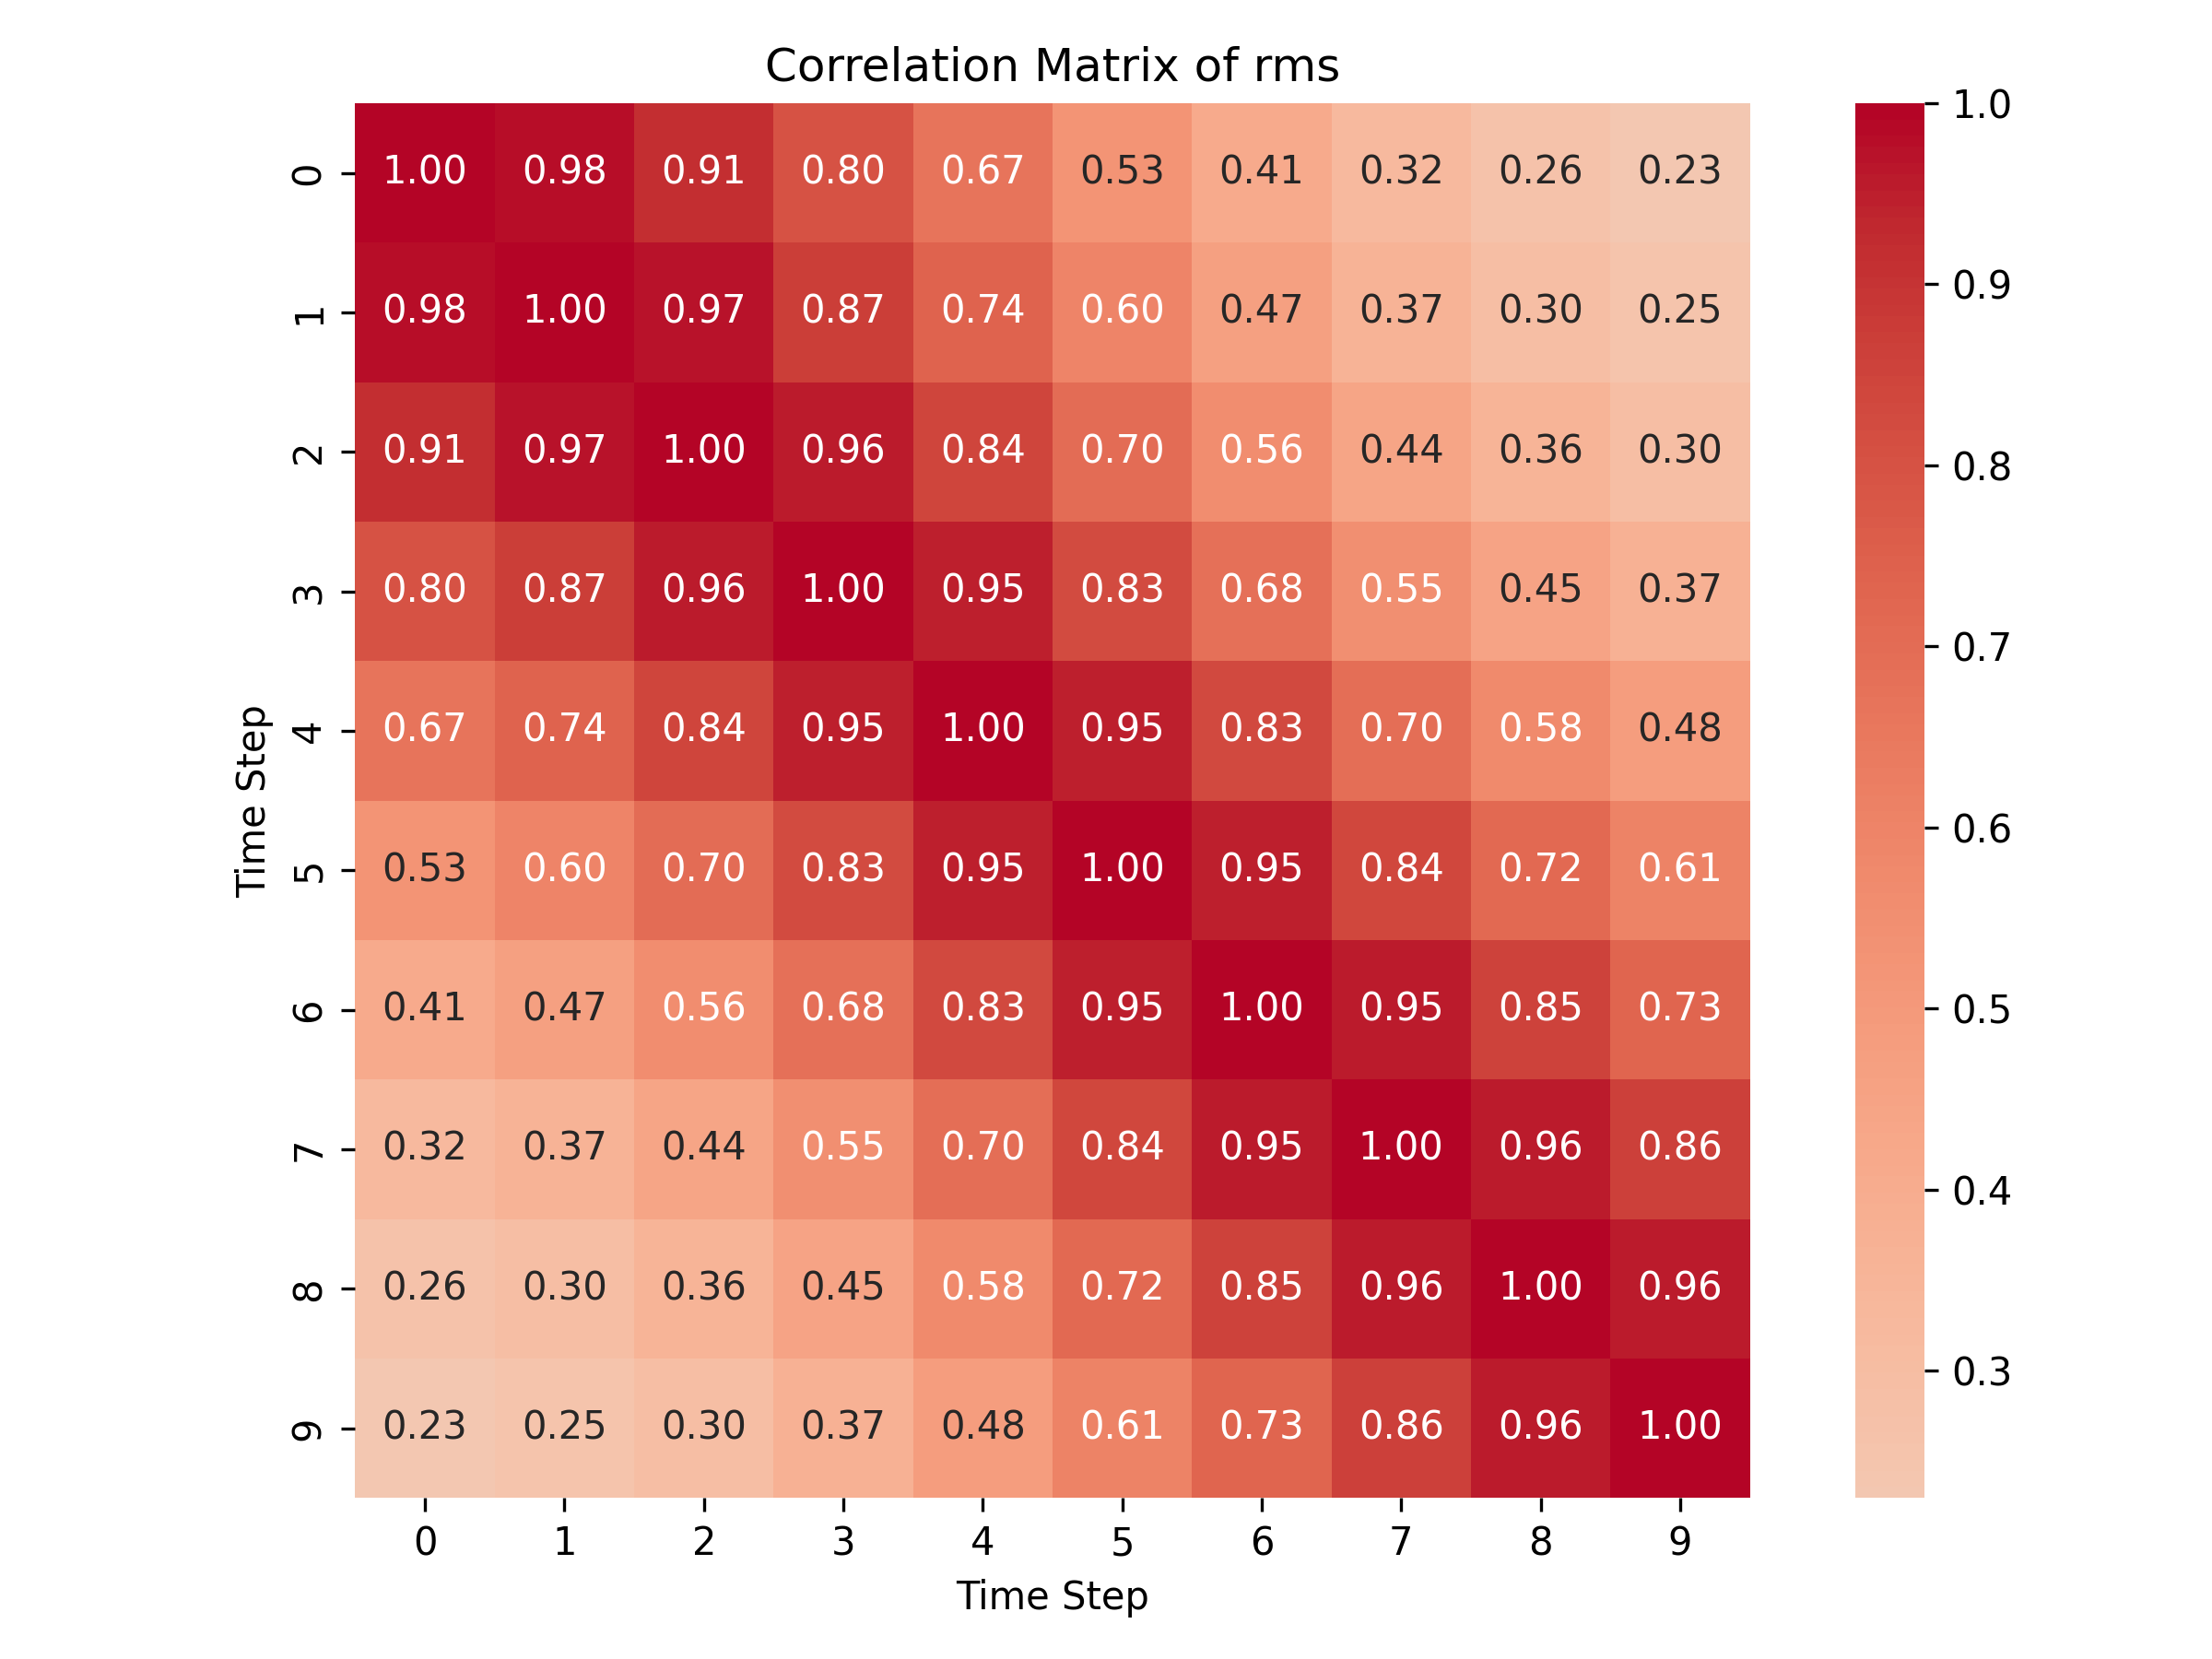 Correlation Matrix of rms
0 1.00 0.98 0.91 0.80 0.67 0.53 0.41 0.32 0.26 0.23
1 0.98 1.00 0.97 0.87 0.74 0.60 0.47 0.37 0.30 0.25
2 0.91 0.97 1.00 0.96 0.84 0.70 0.56 0.44 0.36 0.30
3 0.80 0.87 0.96 1.00 0.95 0.83 0.68 0.55 0.45 0.37
4 0.67 0.74 0.84 0.95 1.00 0.95 0.83 0.70 0.58 0.48
5 0.53 0.60 0.70 0.83 0.95 1.00 0.95 0.84 0.72 0.61
6 0.41 0.47 0.56 0.68 0.83 0.95 1.00 0.95 0.85 0.73
7 0.32 0.37 0.44 0.55 0.70 0.84 0.95 1.00 0.96 0.86
8 0.26 0.30 0.36 0.45 0.58 0.72 0.85 0.96 1.00 0.96
9 0.23 0.25 0.30 0.37 0.48 0.61 0.73 0.86 0.96 1.00
0 1 2 3 4 5 6 7 8 9
Time Step
Time Step
1.0
0.9
0.8
0.7
0.6
0.5
0.4
0.3